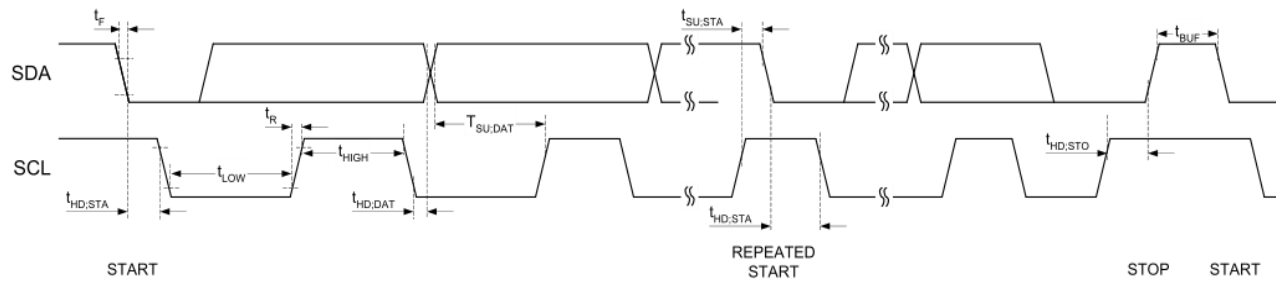 tF
tSU;STA
tBUF
SDA
tR
TSU;DAT
tHIGH
tHD;STO
SCL
tLOW
tHD;STA
tHD;DAT
tHD;STA
START
REPEATED
START
STOP
START